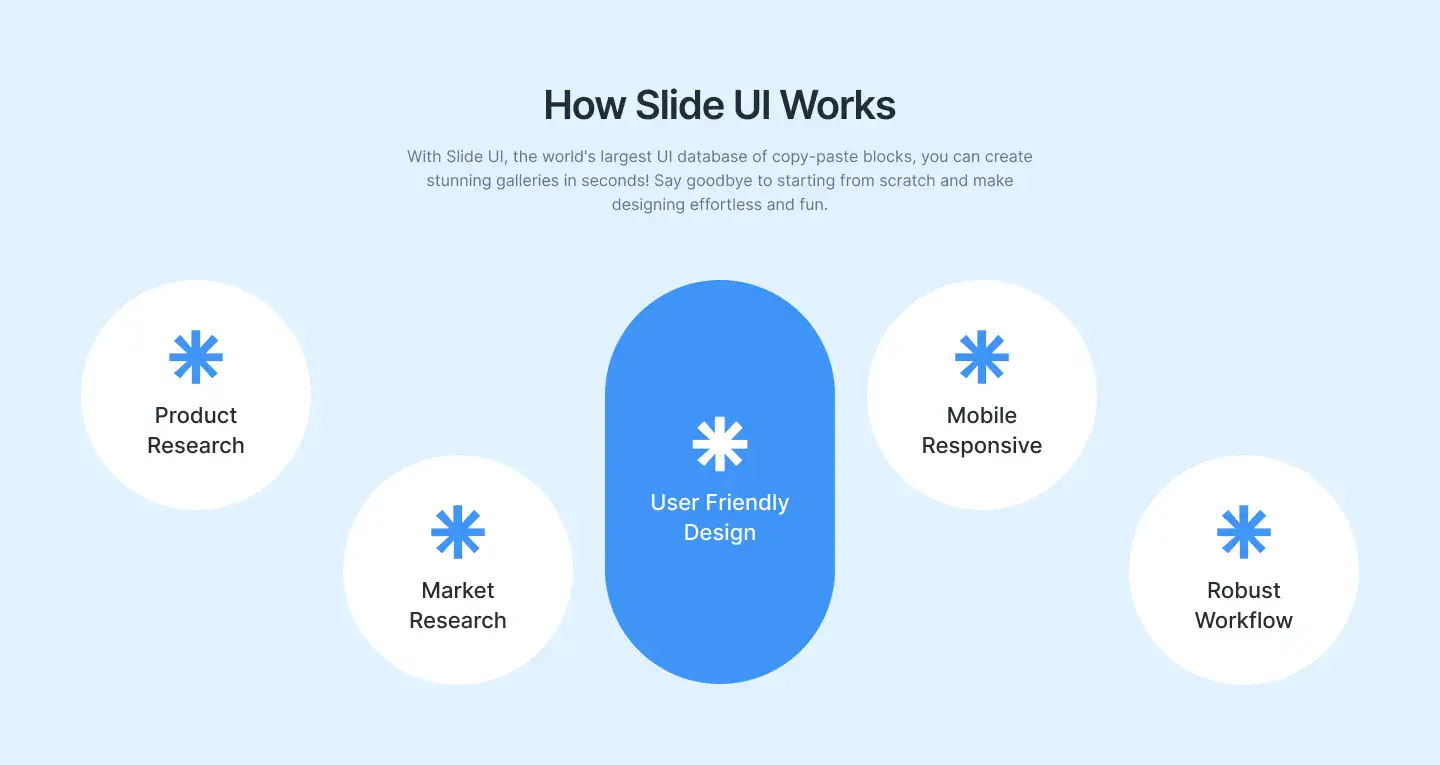 How Slide UI Works
With Slide UI, the world's largest UI database of copy-paste blocks, you can create
stunning galleries in seconds! Say goodbye to starting from scratch and make
designing effortless and fun.
Product
Research
Market
Research
User Friendly
Design
Mobile
Responsive
Robust
Workflow